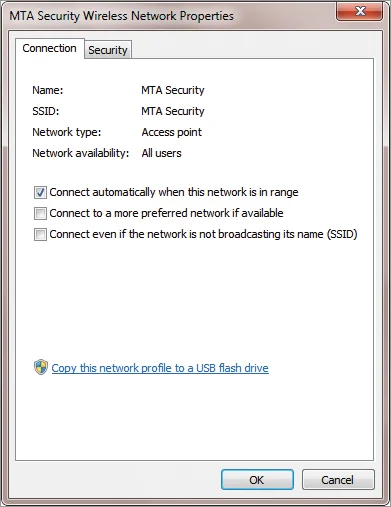 MTA Security Wireless Network Properties
Connection Security
Name: MTA Security
SSID: MTA Security
Network type: Access point
Network availability: All users
Connect automatically when this network is in range
Connect to a more preferred network if available
Connect even if the network is not broadcasting its name (SSID)
Copy this network profile to a USB flash drive
OK Cancel